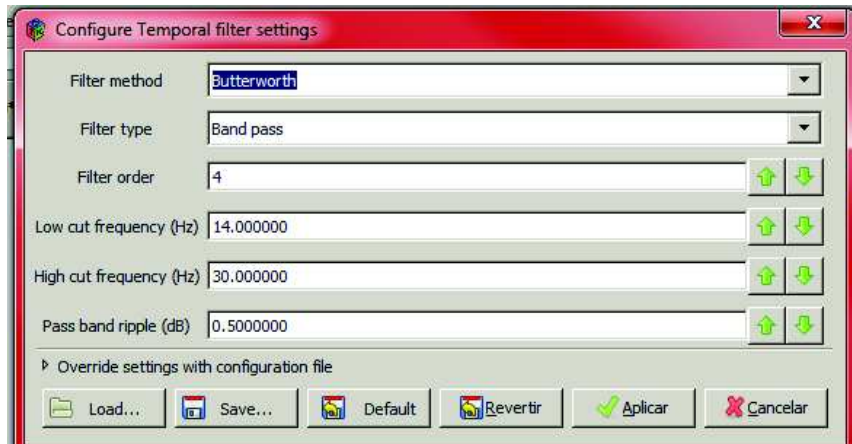 Configure Temporal filter settings
Filter method Butterworth
Filter type Band pass
Filter order 4
Low cut frequency (Hz) 14.000000
High cut frequency (Hz) 30.000000
Pass band ripple (dB) 0.5000000
Override settings with configuration file
Load... Save... Default Revertir Aplicar Cancelar